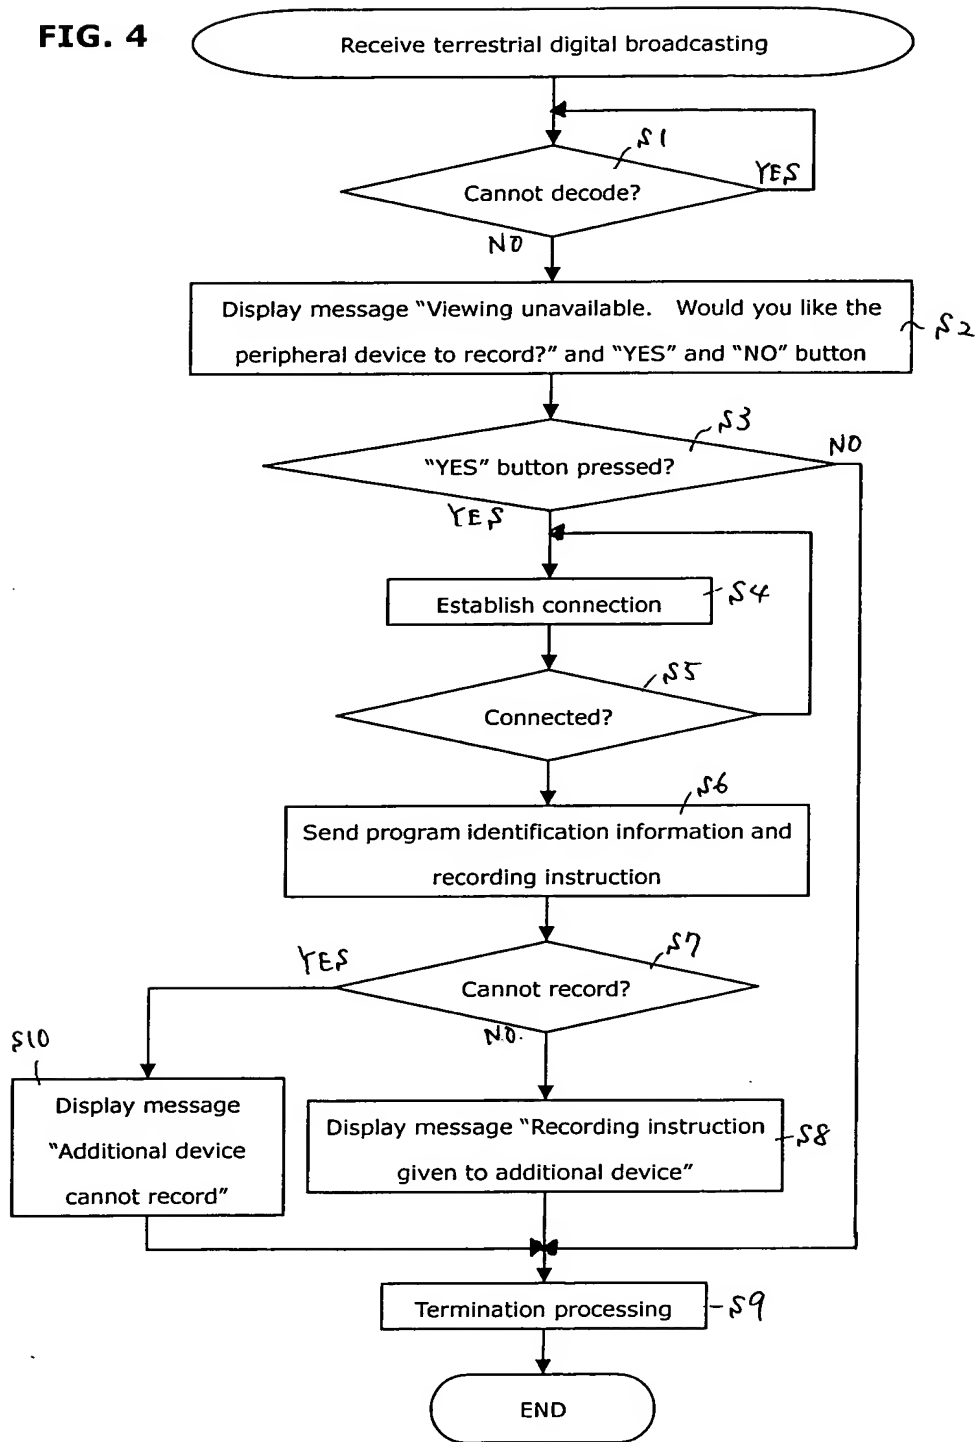 FIG. 4
Receive terrestrial digital broadcasting
S1
Cannot decode?
YES
NO
Display message “Viewing unavailable. Would you like the
peripheral device to record?” and “YES” and “NO” button
S2
S3
“YES” button pressed?
NO
YES
Establish connection
S4
S5
Connected?
S6
Send program identification information and
recording instruction
S7
YES
Cannot record?
NO.
S10
Display message
“Additional device
cannot record”
Display message “Recording instruction
given to additional device”
S8
Termination processing
S9
END